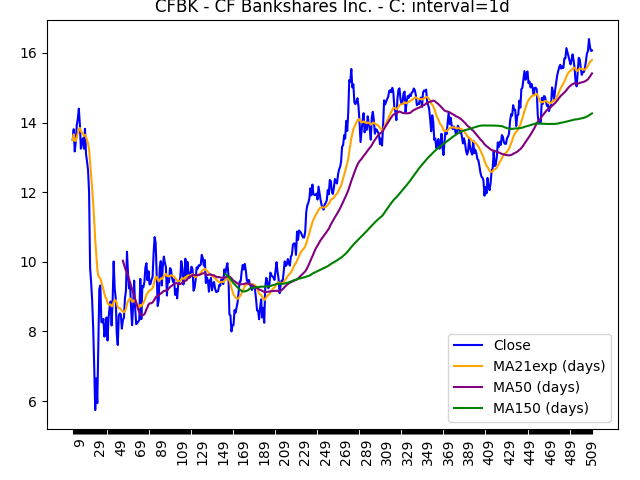 CFBK - CF Bankshares Inc. - C: interval=1d
16
14
12
10
8
6
Close
MA21exp (days)
MA50 (days)
MA150 (days)
9 29 49 69 89 109 129 149 169 189 209 229 249 269 289 309 329 349 369 389 409 429 449 469 489 509